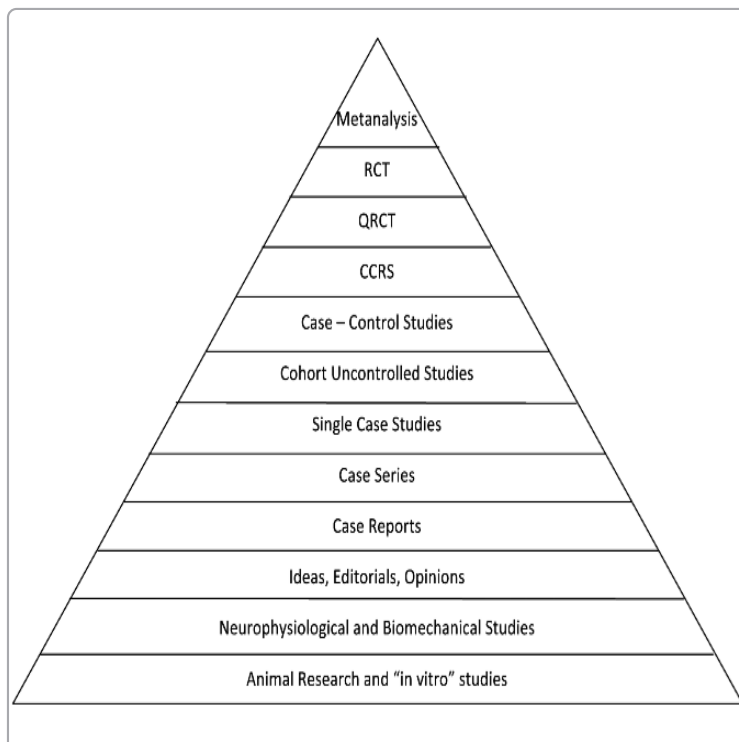 Metanalysis
RCT
QRCT
CCRS
Case – Control Studies
Cohort Uncontrolled Studies
Single Case Studies
Case Series
Case Reports
Ideas, Editorials, Opinions
Neurophysiological and Biomechanical Studies
Animal Research and “in vitro” studies